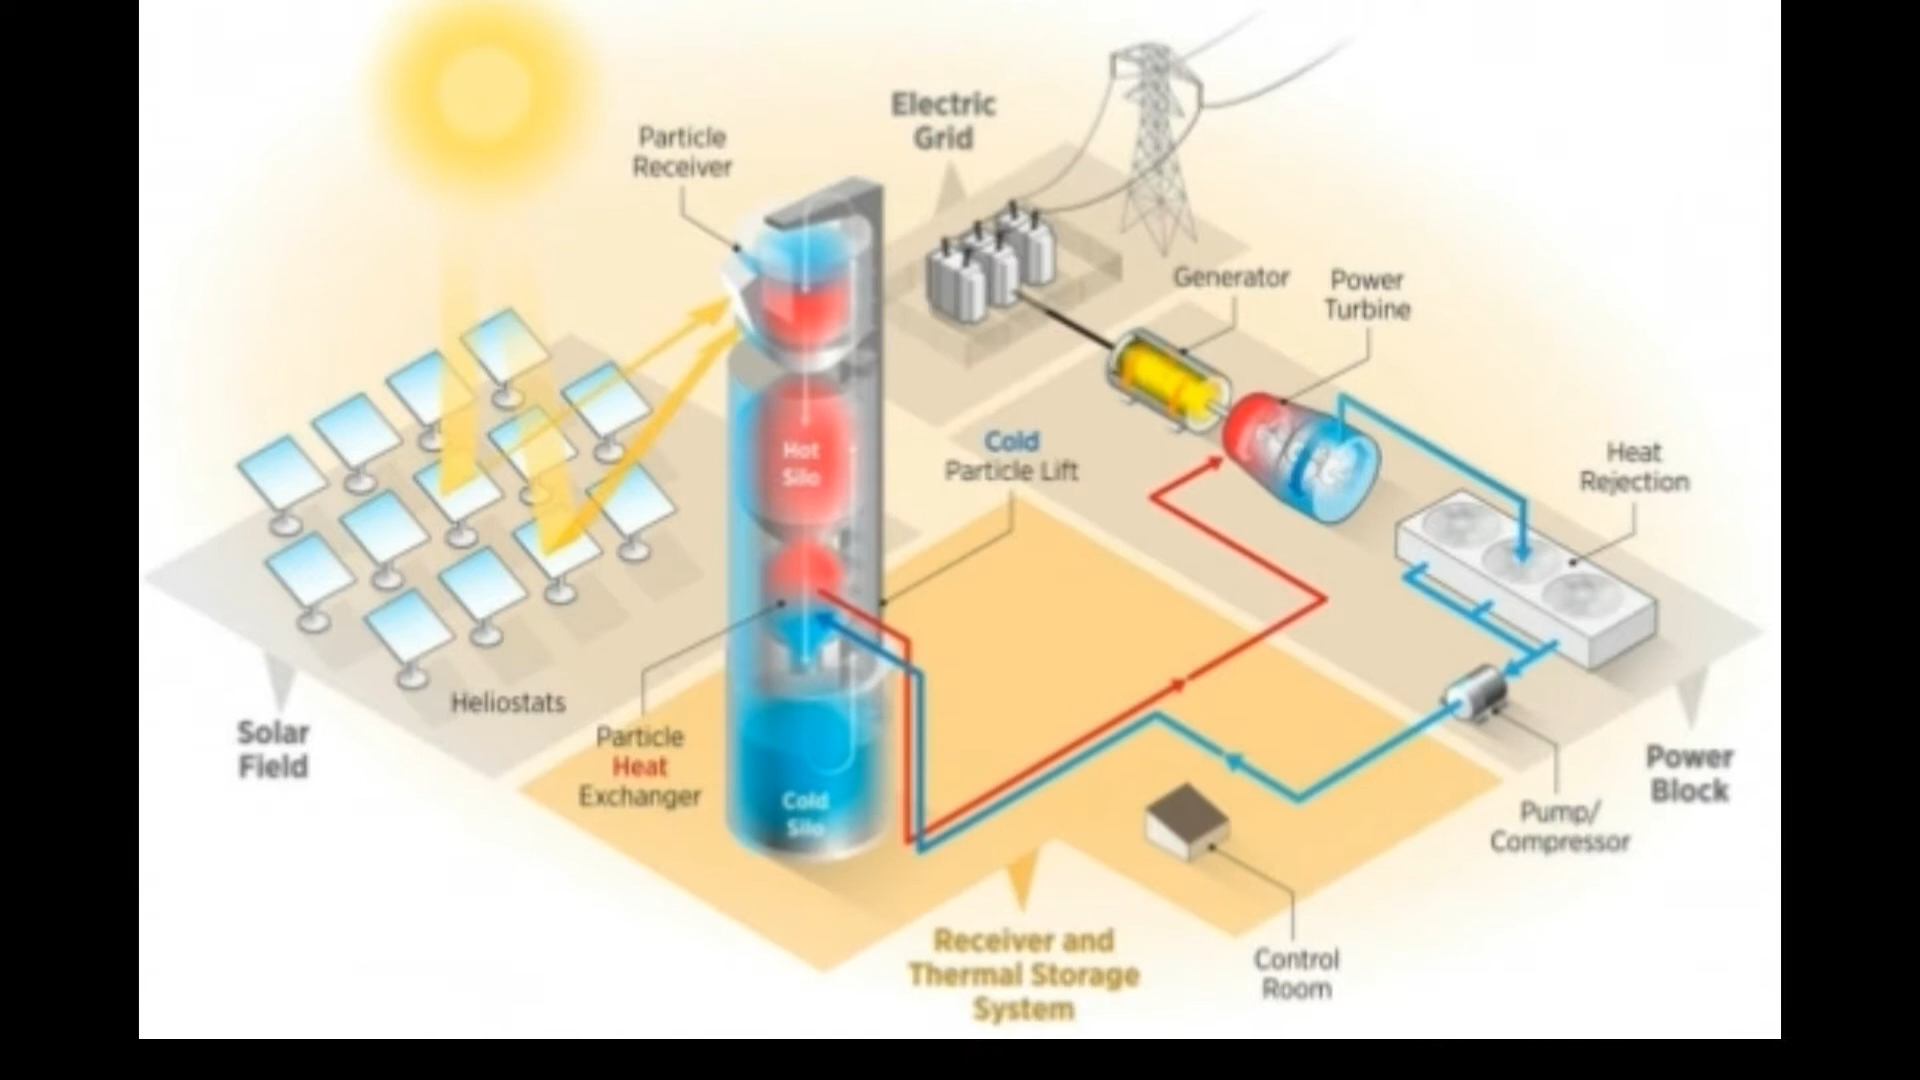 Electric
Grid
Particle
Receiver
Generator
Power
Turbine
Cold
Particle Lift
Heat
Rejection
Hot
Silo
Heliostats
Solar
Field
Particle
Heat
Exchanger
Cold
Silo
Power
Block
Pump/
Compressor
Receiver and
Thermal Storage
System
Control
Room